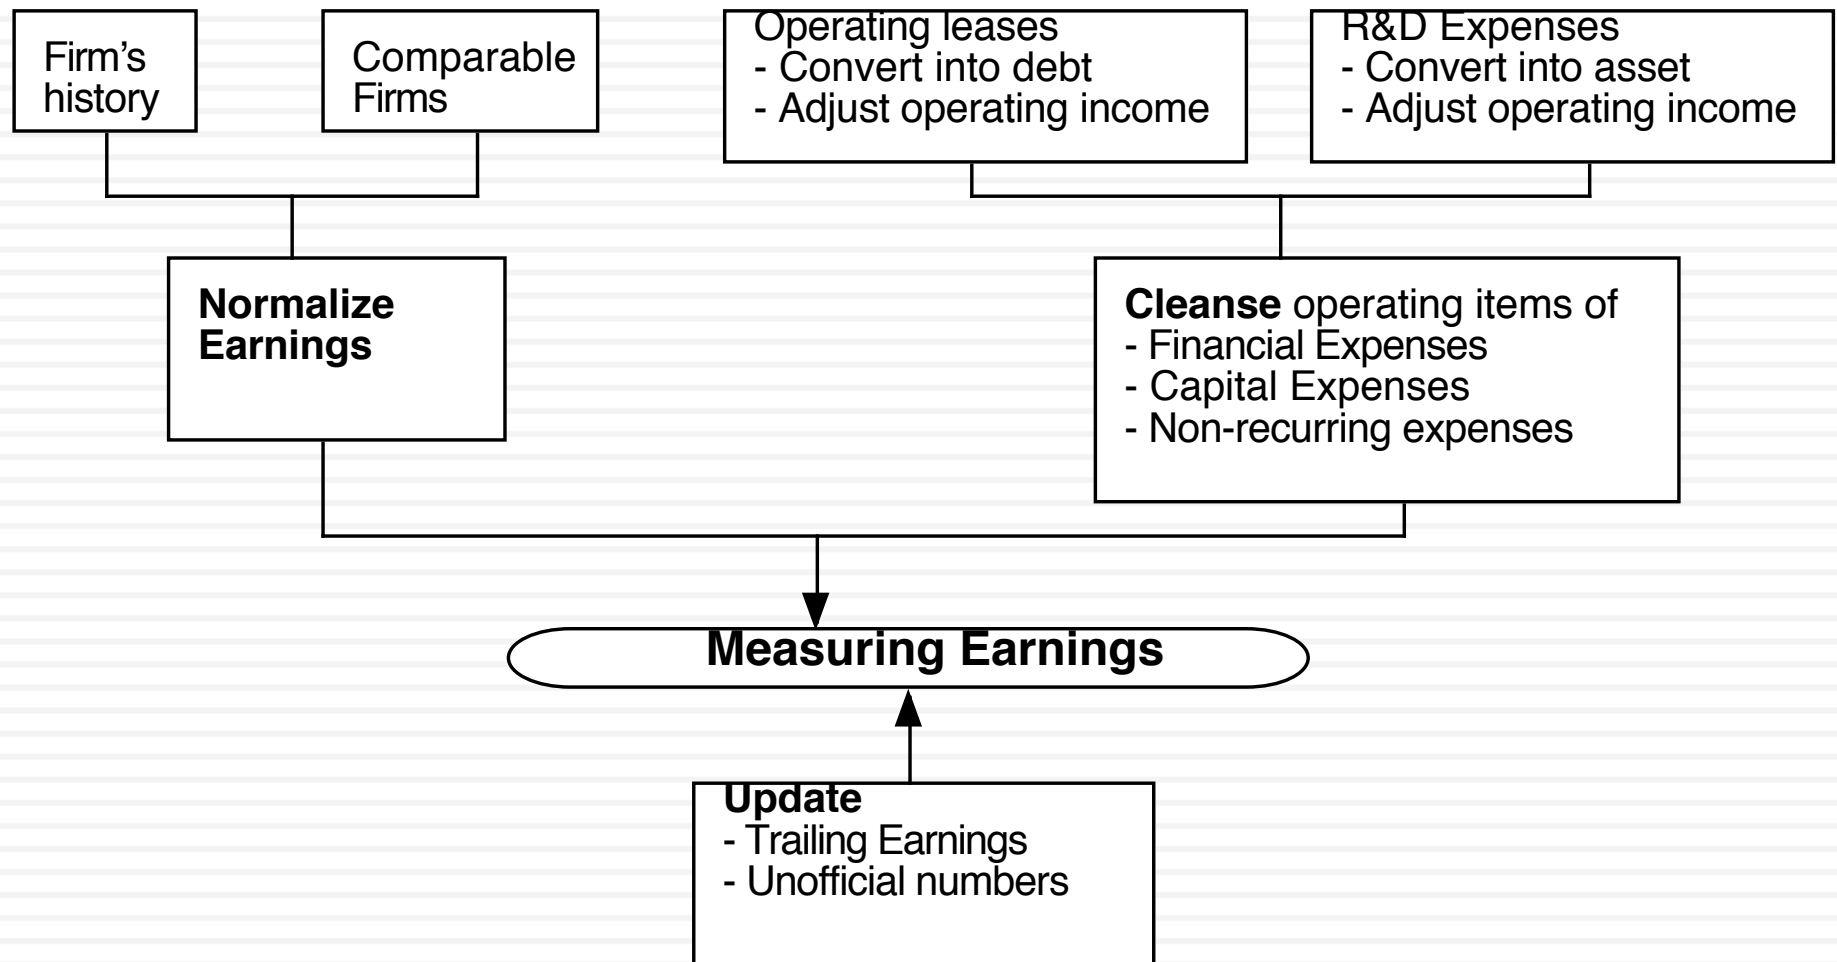 Firm’s
history
Comparable
Firms
Operating leases
- Convert into debt
- Adjust operating income
R&D Expenses
- Convert into asset
- Adjust operating income
Normalize
Earnings
Cleanse operating items of
- Financial Expenses
- Capital Expenses
- Non-recurring expenses
Measuring Earnings
Update
- Trailing Earnings
- Unofficial numbers